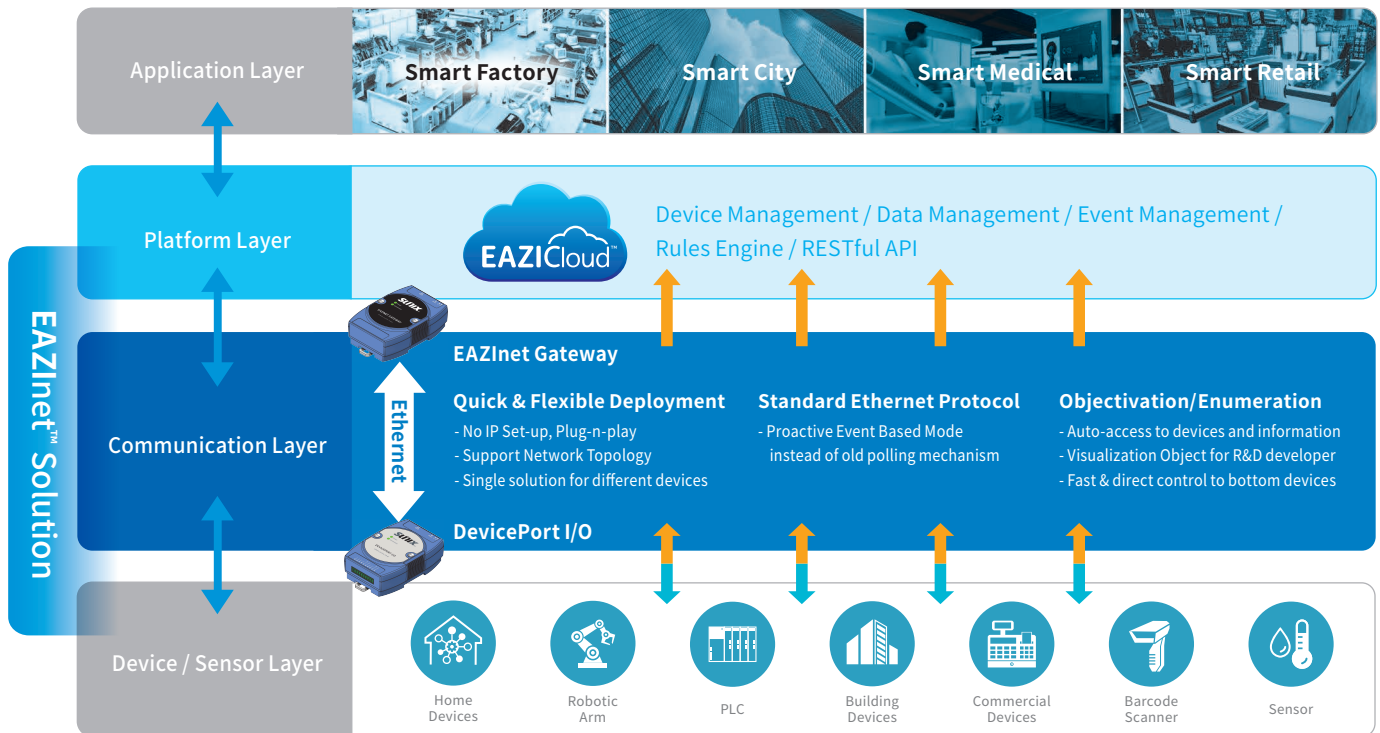 Application Layer
Smart Factory
Smart City
Smart Medical
Smart Retail
Platform Layer
EAZICloud™
Device Management / Data Management / Event Management /
Rules Engine / RESTful API
EAZInet™ Solution
Communication Layer
SUNIX
Ethernet
SUNIX
EAZInet Gateway
Quick & Flexible Deployment
- No IP Set-up, Plug-n-play
- Support Network Topology
- Single solution for different devices
Standard Ethernet Protocol
- Proactive Event Based Mode
instead of old polling mechanism
Objectivation/Enumeration
- Auto-access to devices and information
- Visualization Object for R&D developer
- Fast & direct control to bottom devices
DevicePort I/O
Device / Sensor Layer
Home
Devices
Robotic
Arm
PLC
Building
Devices
Commercial
Devices
Barcode
Scanner
Sensor